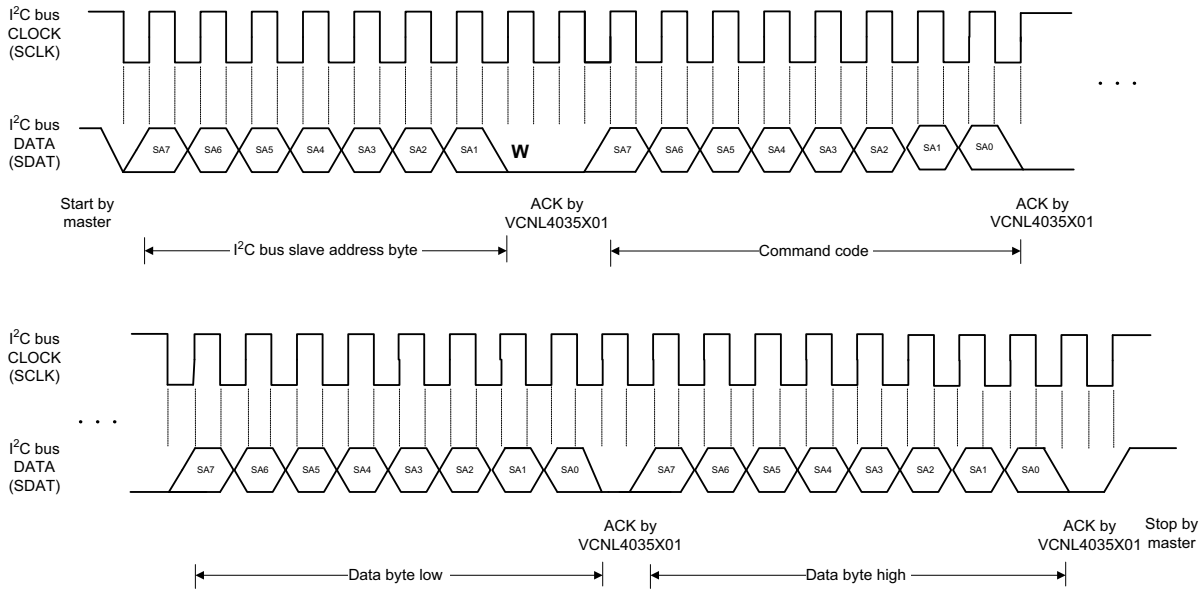 I²C bus
CLOCK
(SCLK)
. . .
I²C bus
DATA
(SDAT)
SA7 SA6 SA5 SA4 SA3 SA2 SA1 W SA7 SA6 SA5 SA4 SA3 SA2 SA1 SA0
Start by
master
ACK by
VCNL4035X01
ACK by
VCNL4035X01
I²C bus slave address byte
Command code
I²C bus
CLOCK
(SCLK)
. . .
I²C bus
DATA
(SDAT)
SA7 SA6 SA5 SA4 SA3 SA2 SA1 SA0 SA7 SA6 SA5 SA4 SA3 SA2 SA1 SA0
ACK by
VCNL4035X01
ACK by
VCNL4035X01
Stop by
master
Data byte low
Data byte high